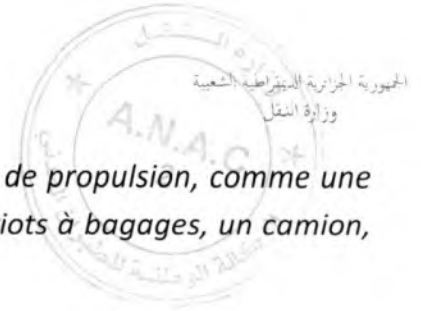 الجمهورية الجزائرية الديمقراطية الشعبية
وزارة النقل
A.N.A.C
de propulsion, comme une
iots à bagages, un camion,